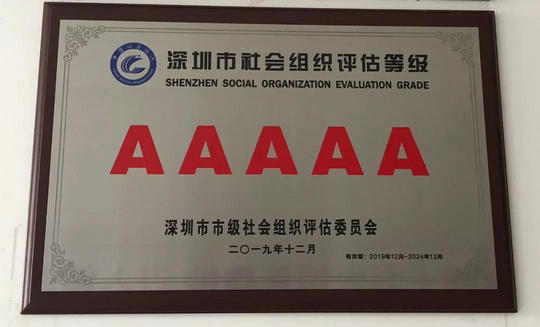 深圳市社会组织评估等级
SHENZHEN SOCIAL ORGANIZATION EVALUATION GRADE
AAAAA
深圳市市级社会组织评估委员会
二〇一九年十二月
有效期：2019年12月-2024年12月